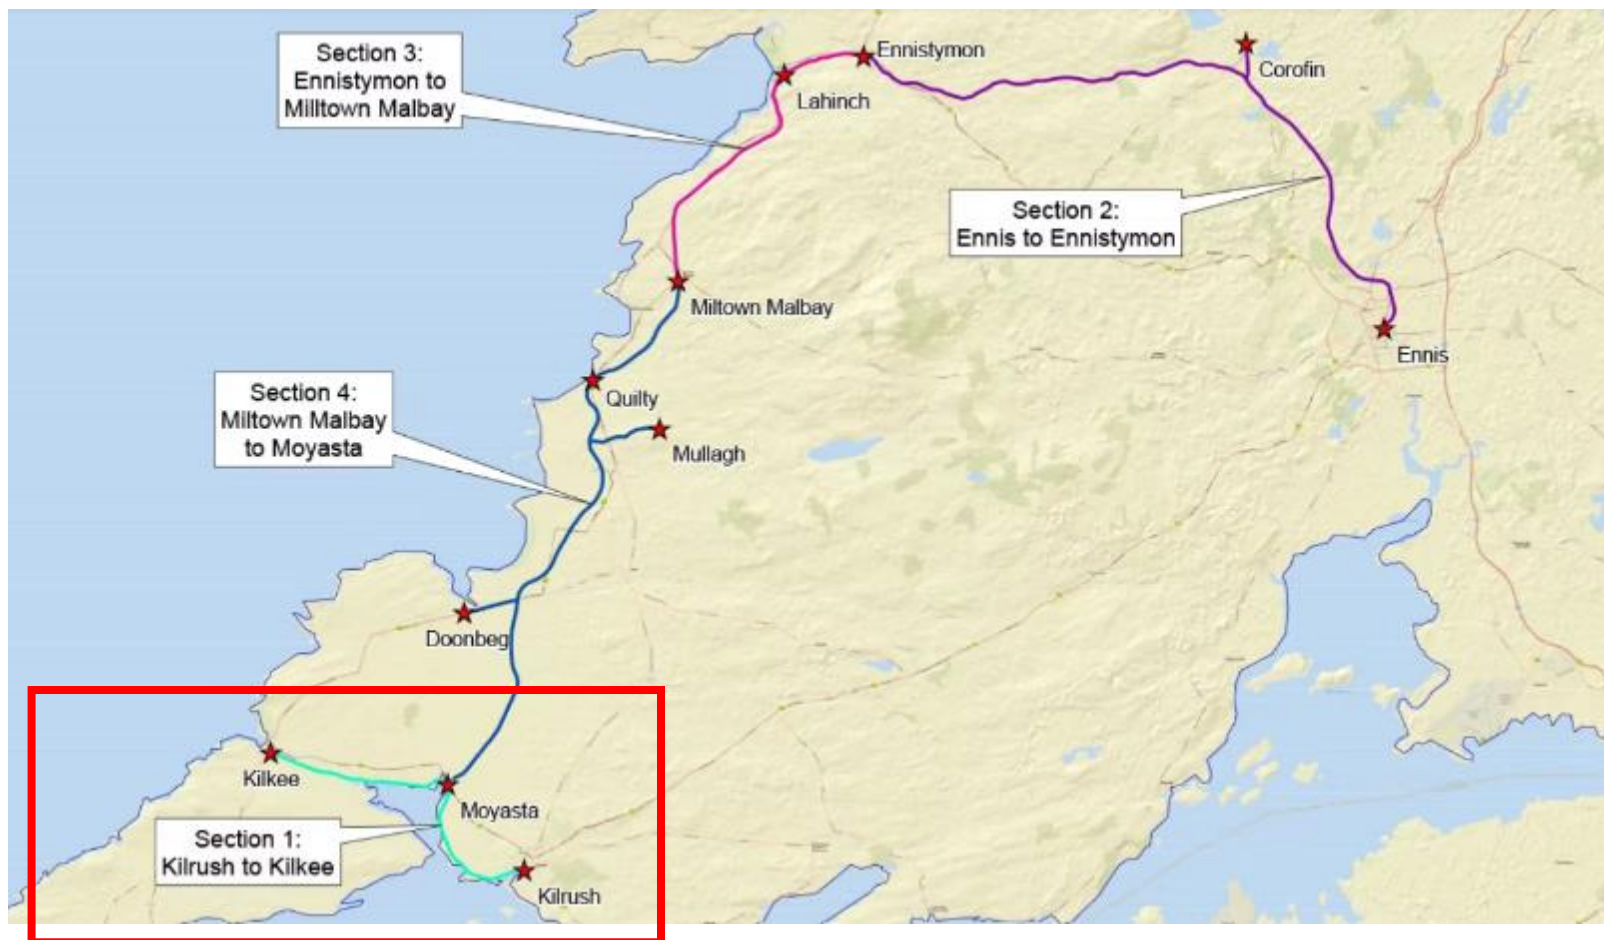 Section 3:
Ennistymon to
Milltown Malbay
Ennistymon
Corofin
Lahinch
Section 2:
Ennis to Ennistymon
Miltown Malbay
Ennis
Section 4:
Miltown Malbay
to Moyasta
Quilty
Mullagh
Doonbeg
Kilkee
Moyasta
Section 1:
Kilrush to Kilkee
Kilrush